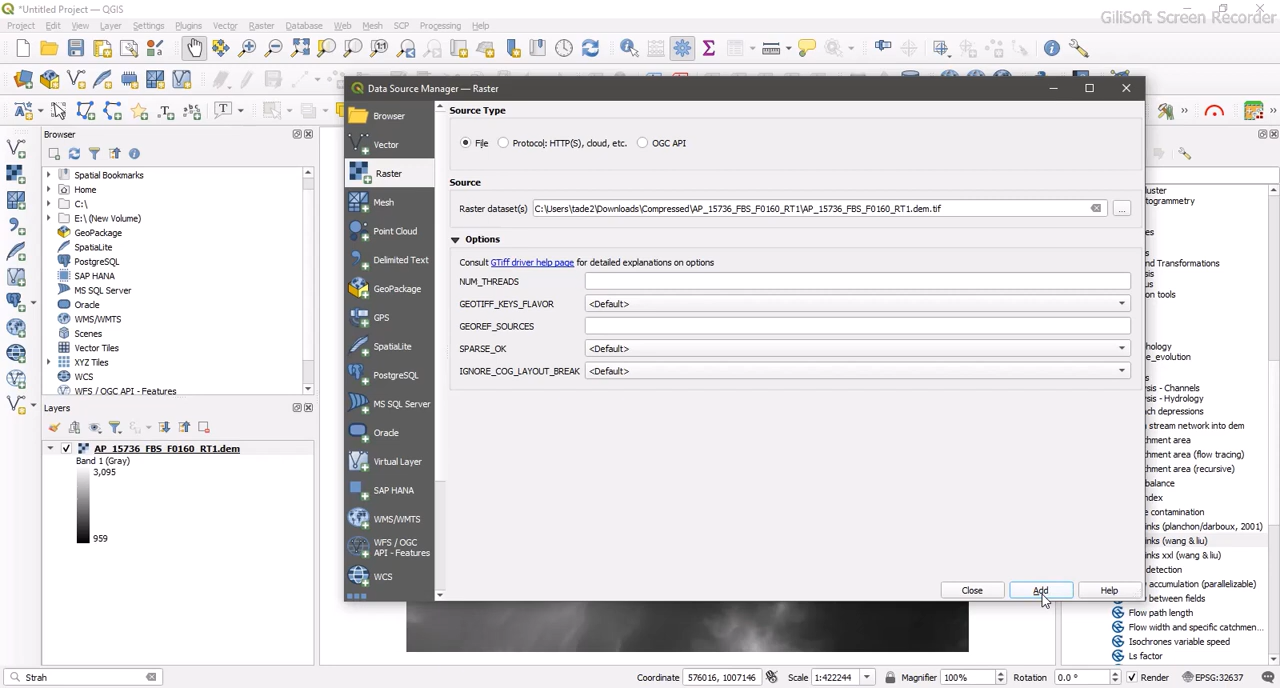 *Untitled Project — QGIS
GiliSoft Screen Recorder
Project Edit View Layer Settings Plugins Vector Raster Database Web Mesh SCP Processing Help
Data Source Manager — Raster
Browser
Spatial Bookmarks
Home
C:\
E:\ (New Volume)
GeoPackage
SpatiaLite
PostgreSQL
SAP HANA
MS SQL Server
Oracle
WMS/WMTS
Scenes
Vector Tiles
XYZ Tiles
WCS
WFS / OGC API - Features
Layers
AP_15736_FBS_F0160_RT1.dem
Band 1 (Gray)
3,095
959
Browser
Vector
Raster
Mesh
Point Cloud
Delimited Text
GeoPackage
GPS
SpatiaLite
PostgreSQL
MS SQL Server
Oracle
Virtual Layer
SAP HANA
WMS/WMTS
WFS / OGC
API - Features
WCS
Source Type
File Protocol: HTTP(S), cloud, etc. OGC API
Source
Raster dataset(s) C:\Users\tade2\Downloads\Compressed\AP_15736_FBS_F0160_RT1\AP_15736_FBS_F0160_RT1.dem.tif ...
Options
Consult GTiff driver help page for detailed explanations on options
NUM_THREADS
GEOTIFF_KEYS_FLAVOR <Default>
GEOREF_SOURCES
SPARSE_OK <Default>
IGNORE_COG_LAYOUT_BREAK <Default>
Close Add Help
and Transformations
tion tools
_evolution
sis - Channels
sis - Hydrology
ach depressions
stream network into dem
chment area
chment area (flow tracing)
chment area (recursive)
balance
contamination
inks (planchon/darboux, 2001)
inks (wang & liu)
inks xxl (wang & liu)
detection
accumulation (parallelizable)
between fields
Flow path length
Flow width and specific catchmen...
Isochrones variable speed
Ls factor
Strah
Coordinate 576016, 1007146 Scale 1:422244 Magnifier 100% Rotation 0.0 ° Render EPSG:32637